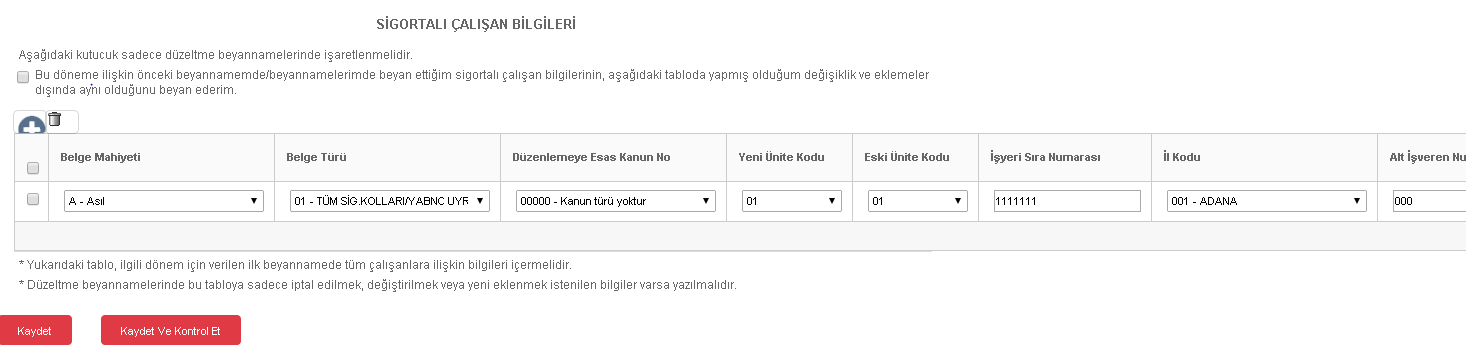 SİGORTALI ÇALIŞAN BİLGİLERİ
Aşağıdaki kutucuk sadece düzeltme beyannamelerinde işaretlenmelidir.
Bu döneme ilişkin önceki beyannamemde/beyannamelerimde beyan ettiğim sigortalı çalışan bilgilerinin, aşağıdaki tabloda yapmış olduğum değişiklik ve eklemeler
dışında aynı olduğunu beyan ederim.
Belge Mahiyeti Belge Türü Düzenlemeye Esas Kanun No Yeni Ünite Kodu Eski Ünite Kodu İşyeri Sıra Numarası İl Kodu Alt İşveren Nu
A - Asıl 01 - TÜM SİG.KOLLARI/YABNC UYR 00000 - Kanun türü yoktur 01 01 1111111 001 - ADANA 000
* Yukarıdaki tablo, ilgili dönem için verilen ilk beyannamede tüm çalışanlara ilişkin bilgileri içermelidir.
* Düzeltme beyannamelerinde bu tabloya sadece iptal edilmek, değiştirilmek veya yeni eklenmek istenilen bilgiler varsa yazılmalıdır.
Kaydet Kaydet Ve Kontrol Et